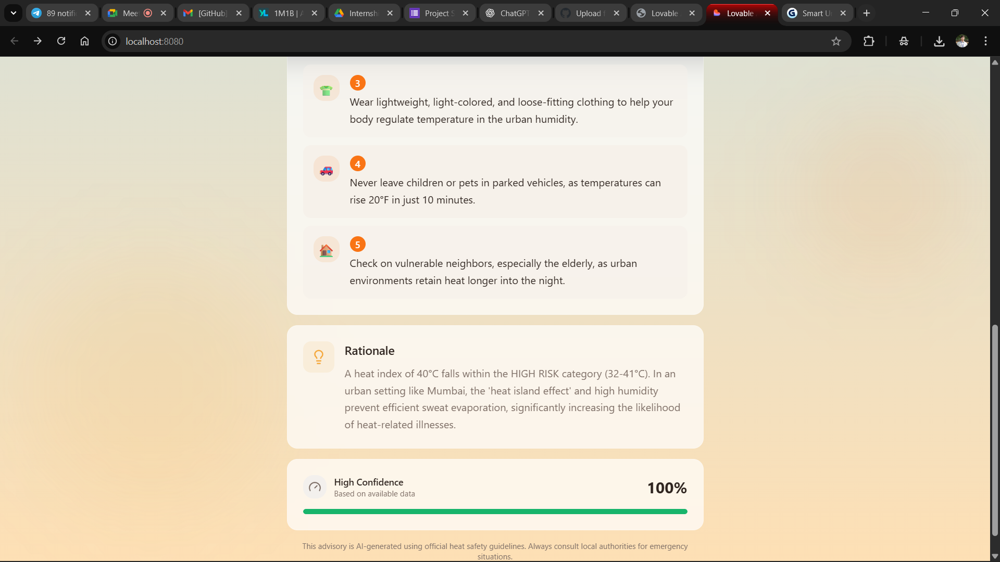 89 notifi
Meet
[GitHub]
1M1B | A
Interns
Project S
ChatGPT
Upload f
Lovable
Lovable
Smart U
localhost:8080
3
Wear lightweight, light-colored, and loose-fitting clothing to help your
body regulate temperature in the urban humidity.
4
Never leave children or pets in parked vehicles, as temperatures can
rise 20°F in just 10 minutes.
5
Check on vulnerable neighbors, especially the elderly, as urban
environments retain heat longer into the night.
Rationale
A heat index of 40°C falls within the HIGH RISK category (32-41°C). In an
urban setting like Mumbai, the 'heat island effect' and high humidity
prevent efficient sweat evaporation, significantly increasing the likelihood
of heat-related illnesses.
High Confidence
100%
Based on available data
This advisory is AI-generated using official heat safety guidelines. Always consult local authorities for emergency
situations.